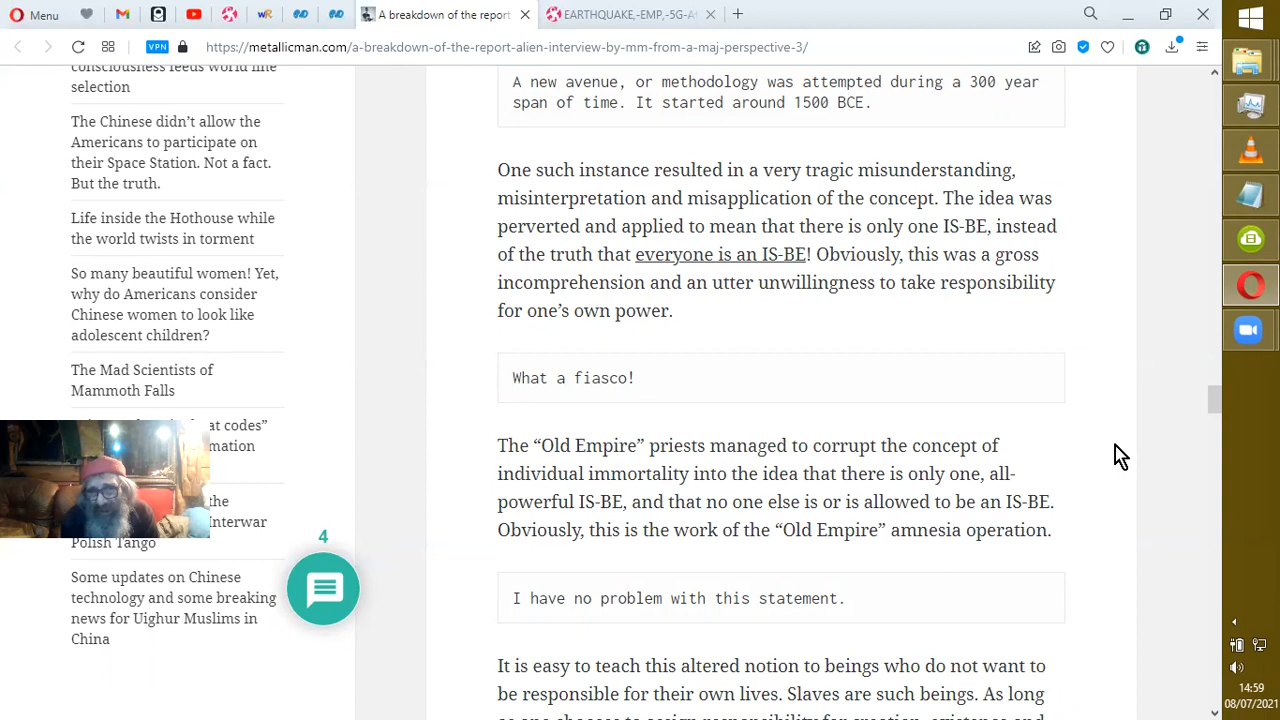 Menu
A breakdown of the report
EARTHQUAKE,-EMP,-5G-A
VPN
https://metallicman.com/a-breakdown-of-the-report-alien-interview-by-mm-from-a-maj-perspective-3/
consciousness feeds world line
selection
The Chinese didn’t allow the
Americans to participate on
their Space Station. Not a fact.
But the truth.
Life inside the Hothouse while
the world twists in torment
So many beautiful women! Yet,
why do Americans consider
Chinese women to look like
adolescent children?
The Mad Scientists of
Mammoth Falls
at codes”
mation
the
Interwar
Polish Tango
Some updates on Chinese
technology and some breaking
news for Uighur Muslims in
China
4
A new avenue, or methodology was attempted during a 300 year
span of time. It started around 1500 BCE.
One such instance resulted in a very tragic misunderstanding,
misinterpretation and misapplication of the concept. The idea was
perverted and applied to mean that there is only one IS-BE, instead
of the truth that everyone is an IS-BE! Obviously, this was a gross
incomprehension and an utter unwillingness to take responsibility
for one’s own power.
What a fiasco!
The “Old Empire” priests managed to corrupt the concept of
individual immortality into the idea that there is only one, all-
powerful IS-BE, and that no one else is or is allowed to be an IS-BE.
Obviously, this is the work of the “Old Empire” amnesia operation.
I have no problem with this statement.
It is easy to teach this altered notion to beings who do not want to
be responsible for their own lives. Slaves are such beings. As long
14:59
08/07/2021